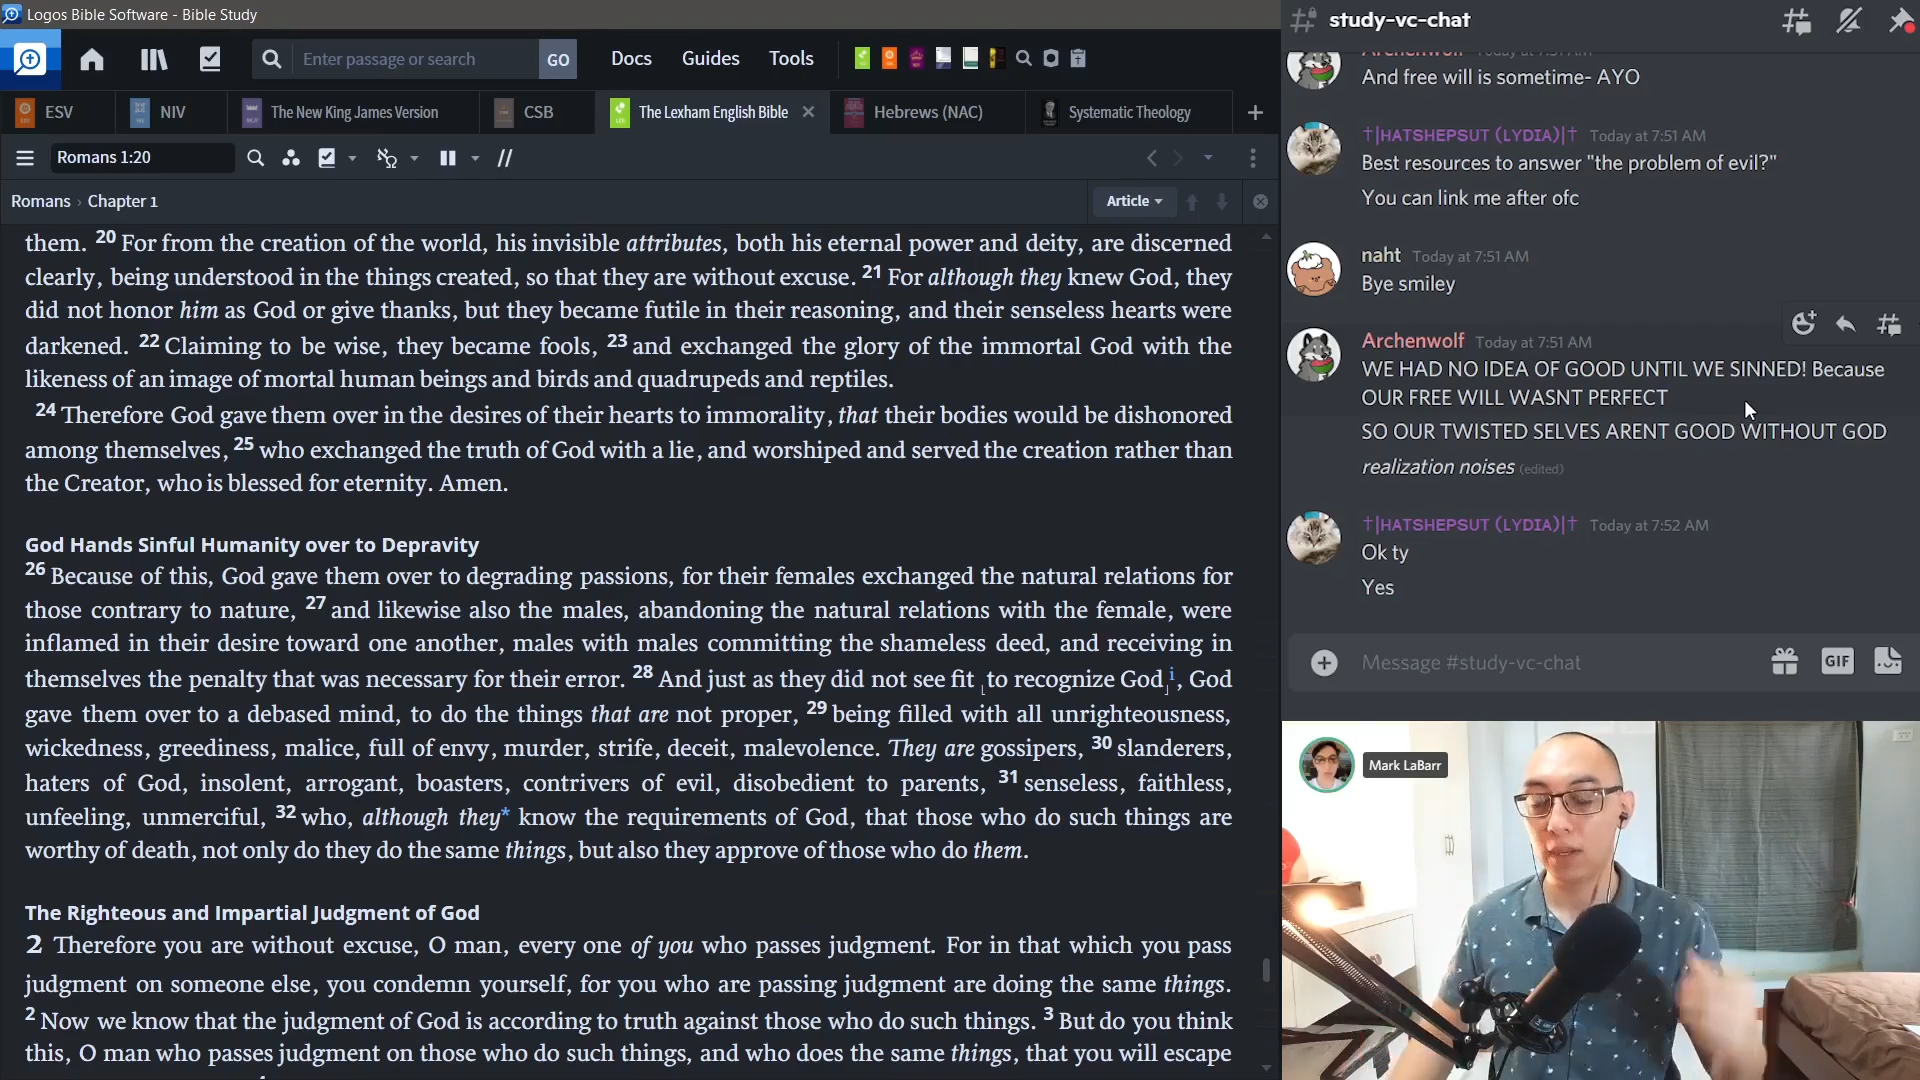 Logos Bible Software - Bible Study
Enter passage or search
GO
Docs
Guides
Tools
ESV
NIV
The New King James Version
CSB
The Lexham English Bible
Hebrews (NAC)
Systematic Theology
Romans 1:20
Romans › Chapter 1
Article
them. 20 For from the creation of the world, his invisible attributes, both his eternal power and deity, are discerned
clearly, being understood in the things created, so that they are without excuse. 21 For although they knew God, they
did not honor him as God or give thanks, but they became futile in their reasoning, and their senseless hearts were
darkened. 22 Claiming to be wise, they became fools, 23 and exchanged the glory of the immortal God with the
likeness of an image of mortal human beings and birds and quadrupeds and reptiles.
24 Therefore God gave them over in the desires of their hearts to immorality, that their bodies would be dishonored
among themselves, 25 who exchanged the truth of God with a lie, and worshiped and served the creation rather than
the Creator, who is blessed for eternity. Amen.
God Hands Sinful Humanity over to Depravity
26 Because of this, God gave them over to degrading passions, for their females exchanged the natural relations for
those contrary to nature, 27 and likewise also the males, abandoning the natural relations with the female, were
inflamed in their desire toward one another, males with males committing the shameless deed, and receiving in
themselves the penalty that was necessary for their error. 28 And just as they did not see fit ⌞to recognize God⌟i, God
gave them over to a debased mind, to do the things that are not proper, 29 being filled with all unrighteousness,
wickedness, greediness, malice, full of envy, murder, strife, deceit, malevolence. They are gossipers, 30 slanderers,
haters of God, insolent, arrogant, boasters, contrivers of evil, disobedient to parents, 31 senseless, faithless,
unfeeling, unmerciful, 32 who, although they* know the requirements of God, that those who do such things are
worthy of death, not only do they do the same things, but also they approve of those who do them.
The Righteous and Impartial Judgment of God
2 Therefore you are without excuse, O man, every one of you who passes judgment. For in that which you pass
judgment on someone else, you condemn yourself, for you who are passing judgment are doing the same things.
2 Now we know that the judgment of God is according to truth against those who do such things. 3 But do you think
this, O man who passes judgment on those who do such things, and who does the same things, that you will escape
study-vc-chat
Archenwolf Today at 7:51 AM
And free will is sometime- AYO
†|HATSHEPSUT (LYDIA)|† Today at 7:51 AM
Best resources to answer "the problem of evil?"
You can link me after ofc
naht Today at 7:51 AM
Bye smiley
Archenwolf Today at 7:51 AM
WE HAD NO IDEA OF GOOD UNTIL WE SINNED! Because
OUR FREE WILL WASNT PERFECT
SO OUR TWISTED SELVES ARENT GOOD WITHOUT GOD
realization noises (edited)
†|HATSHEPSUT (LYDIA)|† Today at 7:52 AM
Ok ty
Yes
Message #study-vc-chat
GIF
Mark LaBarr